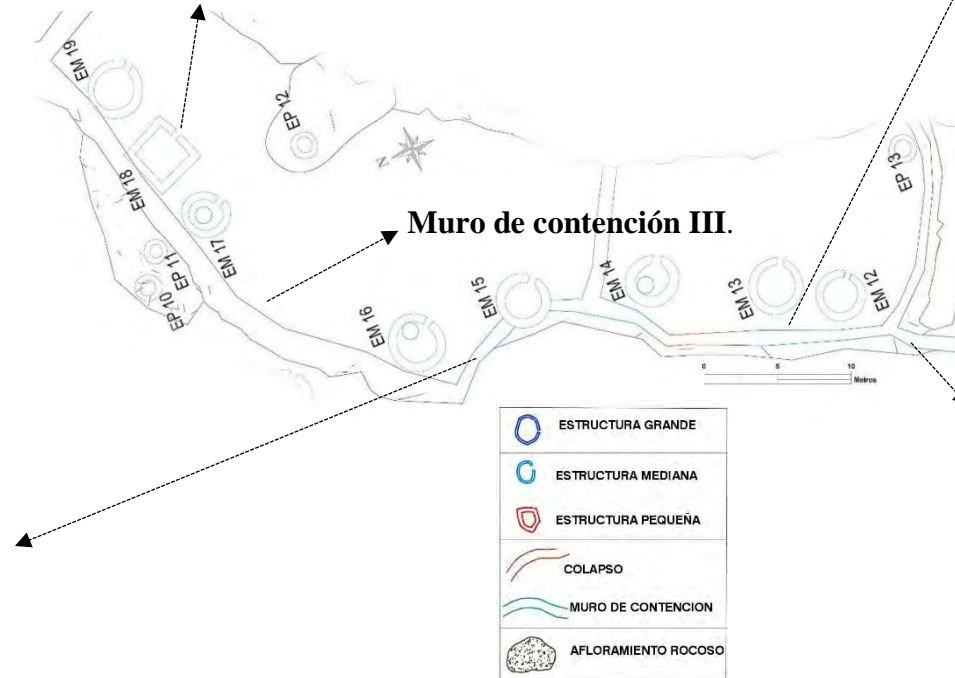 EM 19
EP 12
EM 18
N
EP 13
EM 17
Muro de contención III.
EP 11
EP 10
EM 16
EM 15
EM 14
EM 13
EM 12
0 5 10
Metros
ESTRUCTURA GRANDE
ESTRUCTURA MEDIANA
ESTRUCTURA PEQUEÑA
COLAPSO
MURO DE CONTENCION
AFLORAMIENTO ROCOSO